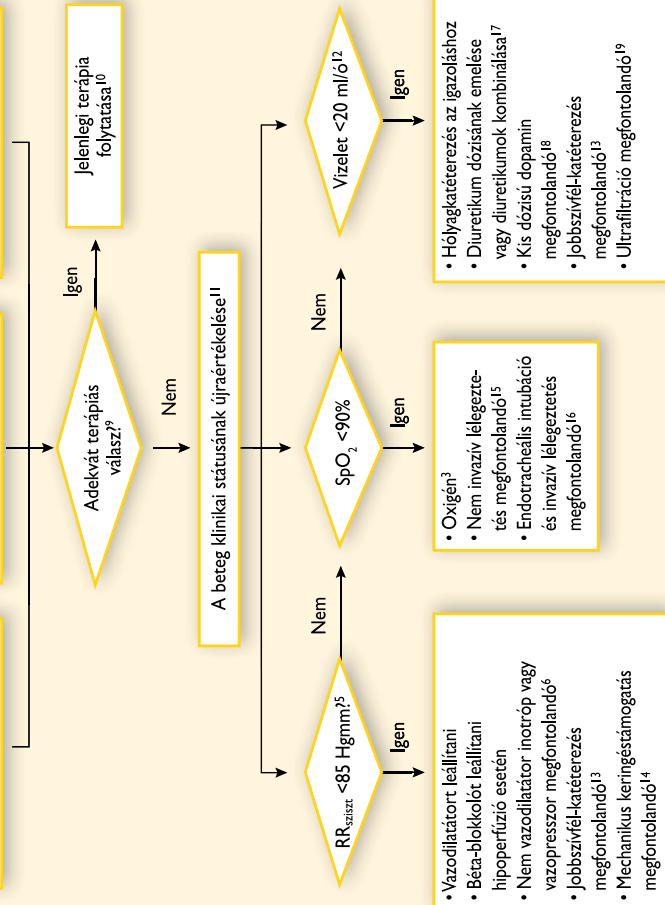 Adekvát terápiás
válasz?⁹
Igen
Jelenlegi terápia
folytatása¹⁰
Nem
A beteg klinikai státusának újraértékelése¹¹
RRsziszt <85 Hgmm?⁵
Nem
SpO₂ <90%
Nem
Vizelet <20 ml/ó¹²
Igen
Igen
Igen
• Vazodilatátort leállítani
• Béta-blokkolót leállítani
hipoperfúzió esetén
• Nem vazodilatátor inotróp vagy
vazopresszor megfontolandó⁶
• Jobbszívfél-katéterezés
megfontolandó¹³
• Mechanikus keringéstámogatás
megfontolandó¹⁴
• Oxigén³
• Nem invazív lélegezte-
tés megfontolandó¹⁵
• Endotracheális intubáció
és invazív lélegeztetés
megfontolandó¹⁶
• Hólyagkatéterezés az igazoláshoz
• Diuretikum dózisának emelése
vagy diuretikumok kombinálása¹⁷
• Kis dózisú dopamin
megfontolandó¹⁸
• Jobbszívfél-katéterezés
megfontolandó¹³
• Ultrafiltráció megfontolandó¹⁹